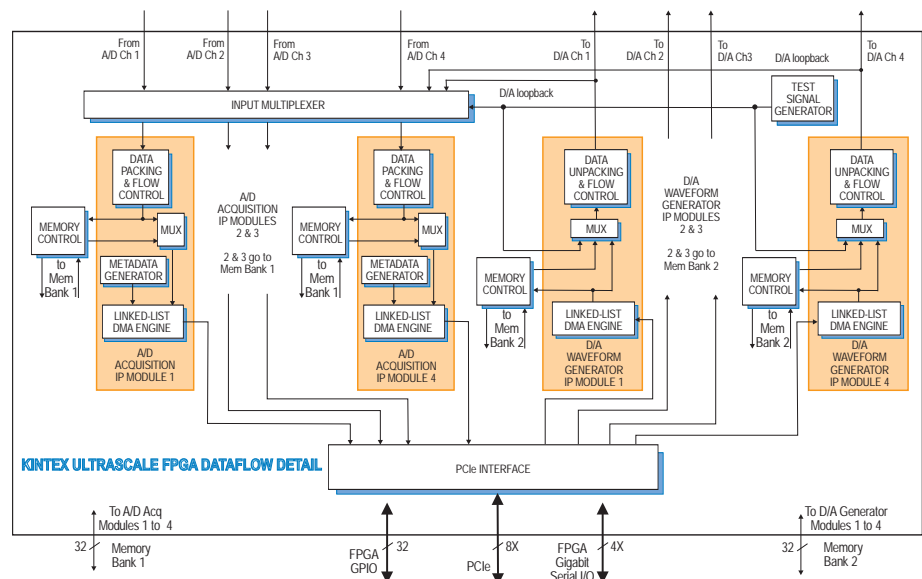 From
A/D Ch 1
From
A/D Ch 2
From
A/D Ch 3
From
A/D Ch 4
To
D/A Ch 1
To
D/A Ch 2
To
D/A Ch3
To
D/A Ch 4
D/A loopback
D/A loopback
INPUT MULTIPLEXER
TEST
SIGNAL
GENERATOR
DATA
PACKING
& FLOW
CONTROL
MUX
MEMORY
CONTROL
to
Mem
Bank 1
METADATA
GENERATOR
LINKED-LIST
DMA ENGINE
A/D
ACQUISITION
IP MODULE 1
A/D
ACQUISITION
IP MODULES
2 & 3
2 & 3 go to
Mem Bank 1
DATA
PACKING
& FLOW
CONTROL
MUX
MEMORY
CONTROL
to
Mem
Bank 1
METADATA
GENERATOR
LINKED-LIST
DMA ENGINE
A/D
ACQUISITION
IP MODULE 4
DATA
UNPACKING
& FLOW
CONTROL
MUX
MEMORY
CONTROL
to
Mem
Bank 2
LINKED-LIST
DMA ENGINE
D/A
WAVEFORM
GENERATOR
IP MODULE 1
D/A
WAVEFORM
GENERATOR
IP MODULES
2 & 3
2 & 3 go to
Mem Bank 2
DATA
UNPACKING
& FLOW
CONTROL
MUX
MEMORY
CONTROL
to
Mem
Bank 2
LINKED-LIST
DMA ENGINE
D/A
WAVEFORM
GENERATOR
IP MODULE 4
KINTEX ULTRASCALE FPGA DATAFLOW DETAIL
PCIe INTERFACE
To A/D Acq
Modules 1 to 4
32
Memory
Bank 1
32
FPGA
GPIO
8X
PCIe
4X
FPGA
Gigabit
Serial I/O
To D/A Generator
Modules 1 to 4
32
Memory
Bank 2